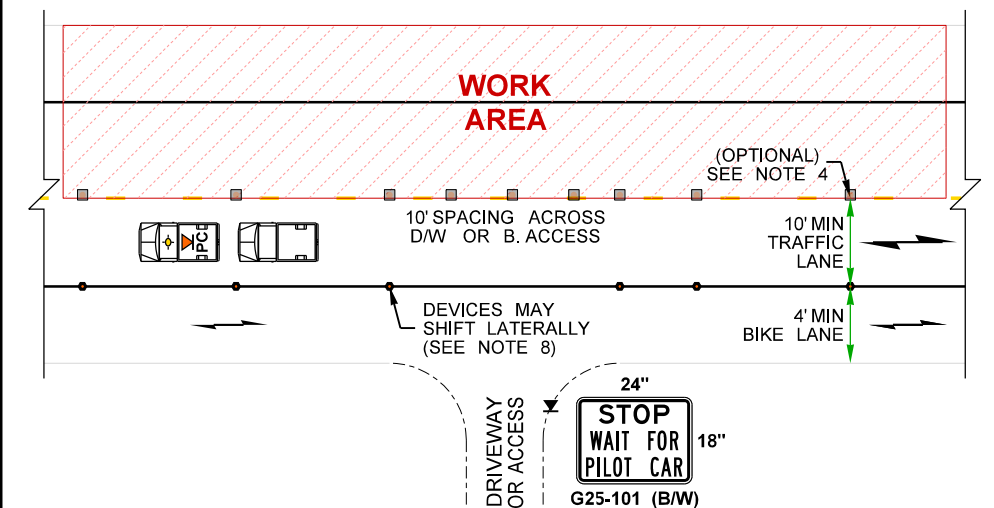 WORK
AREA
(OPTIONAL)
SEE NOTE 4
10' SPACING ACROSS
D/W OR B. ACCESS
10' MIN
TRAFFIC
LANE
PC
DEVICES MAY
SHIFT LATERALLY
(SEE NOTE 8)
4' MIN
BIKE LANE
DRIVEWAY
OR ACCESS
24"
STOP
WAIT FOR
PILOT CAR
18"
G25-101 (B/W)